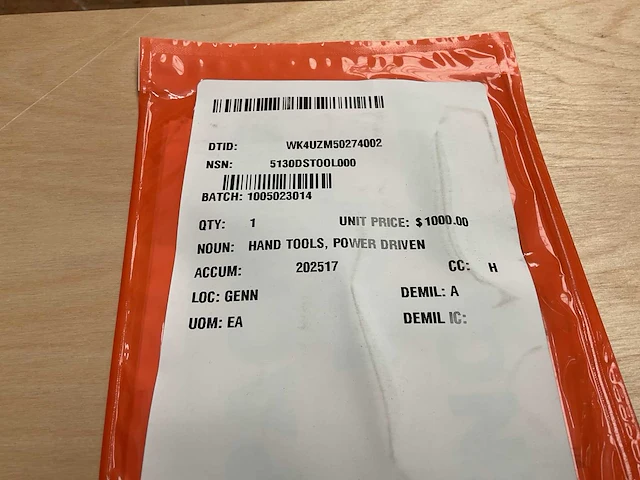 DTID: WK4UZM50274002
NSN: 5130DSTOOL000
BATCH: 1005023014
QTY: 1 UNIT PRICE: $1000.00
NOUN: HAND TOOLS, POWER DRIVEN
ACCUM: 202517 CC: H
LOC: GENN DEMIL: A
UOM: EA DEMIL IC: